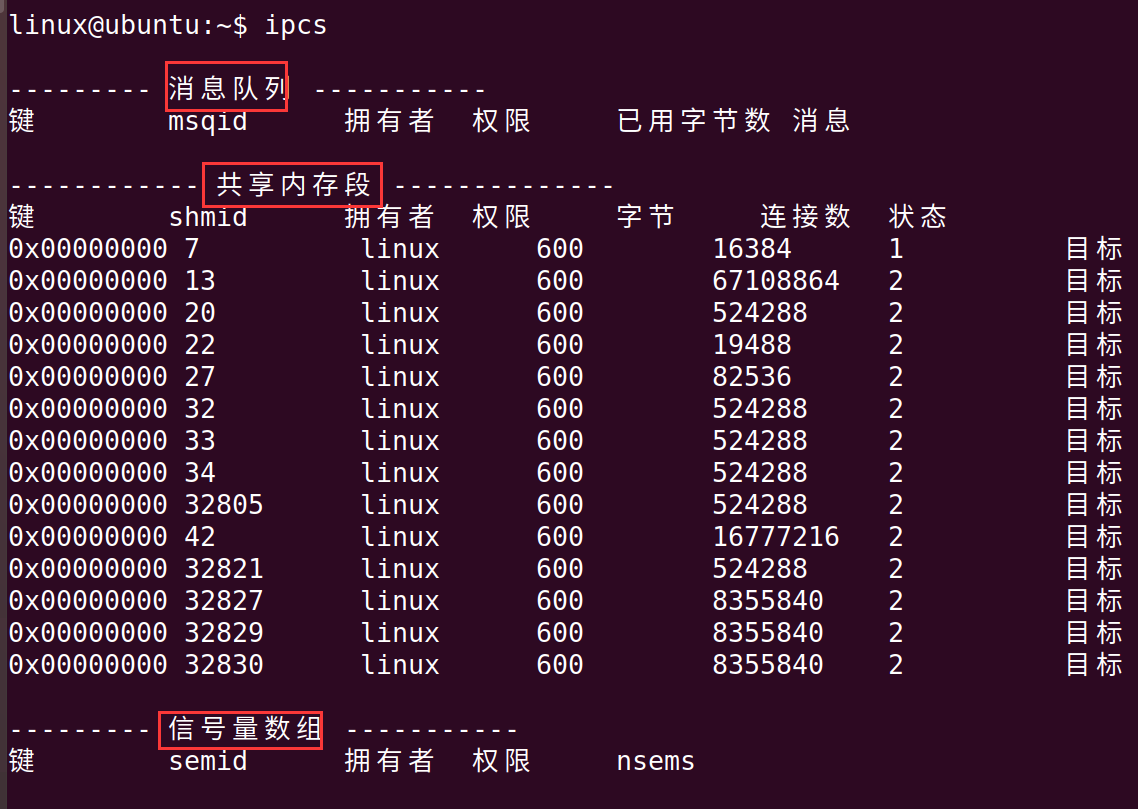 linux@ubuntu:~$ ipcs
--------- 消息队列 -----------
键 msqid 拥有者 权限 已用字节数 消息
------------ 共享内存段 --------------
键 shmid 拥有者 权限 字节 连接数 状态
0x00000000 7 linux 600 16384 1 目标
0x00000000 13 linux 600 67108864 2 目标
0x00000000 20 linux 600 524288 2 目标
0x00000000 22 linux 600 19488 2 目标
0x00000000 27 linux 600 82536 2 目标
0x00000000 32 linux 600 524288 2 目标
0x00000000 33 linux 600 524288 2 目标
0x00000000 34 linux 600 524288 2 目标
0x00000000 32805 linux 600 524288 2 目标
0x00000000 42 linux 600 16777216 2 目标
0x00000000 32821 linux 600 524288 2 目标
0x00000000 32827 linux 600 8355840 2 目标
0x00000000 32829 linux 600 8355840 2 目标
0x00000000 32830 linux 600 8355840 2 目标
--------- 信号量数组 -----------
键 semid 拥有者 权限 nsems